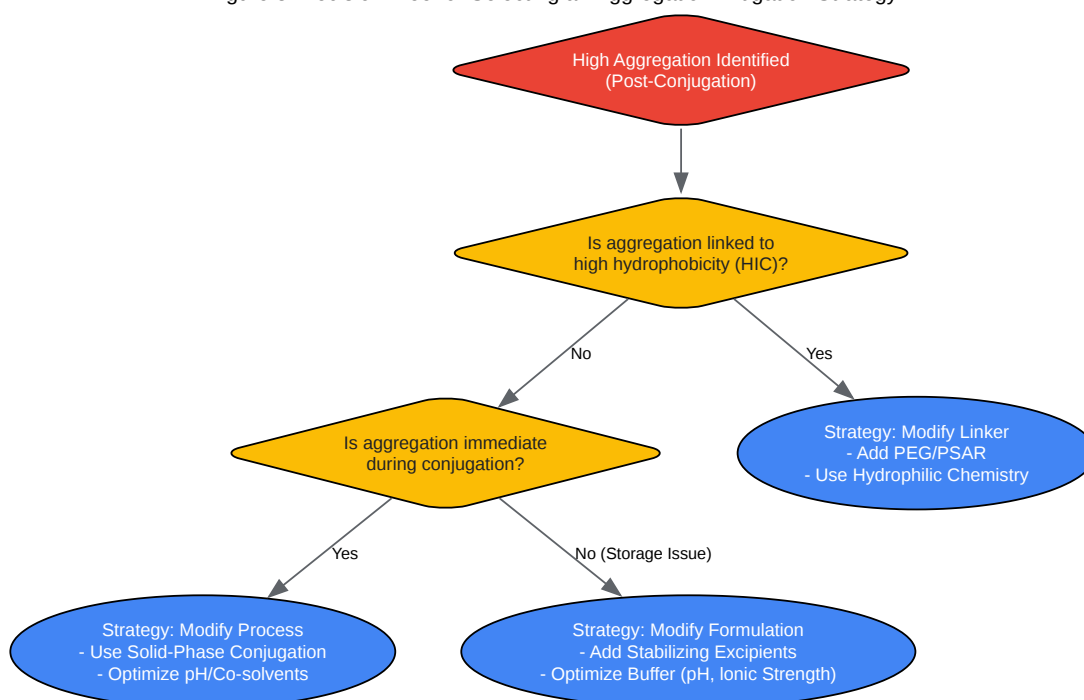 High Aggregation Identified
(Post-Conjugation)
Is aggregation linked to
high hydrophobicity (HIC)?
No
Yes
Is aggregation immediate
during conjugation?
Strategy: Modify Linker
- Add PEG/PSAR
- Use Hydrophilic Chemistry
Yes
No (Storage Issue)
Strategy: Modify Process
- Use Solid-Phase Conjugation
- Optimize pH/Co-solvents
Strategy: Modify Formulation
- Add Stabilizing Excipients
- Optimize Buffer (pH, Ionic Strength)